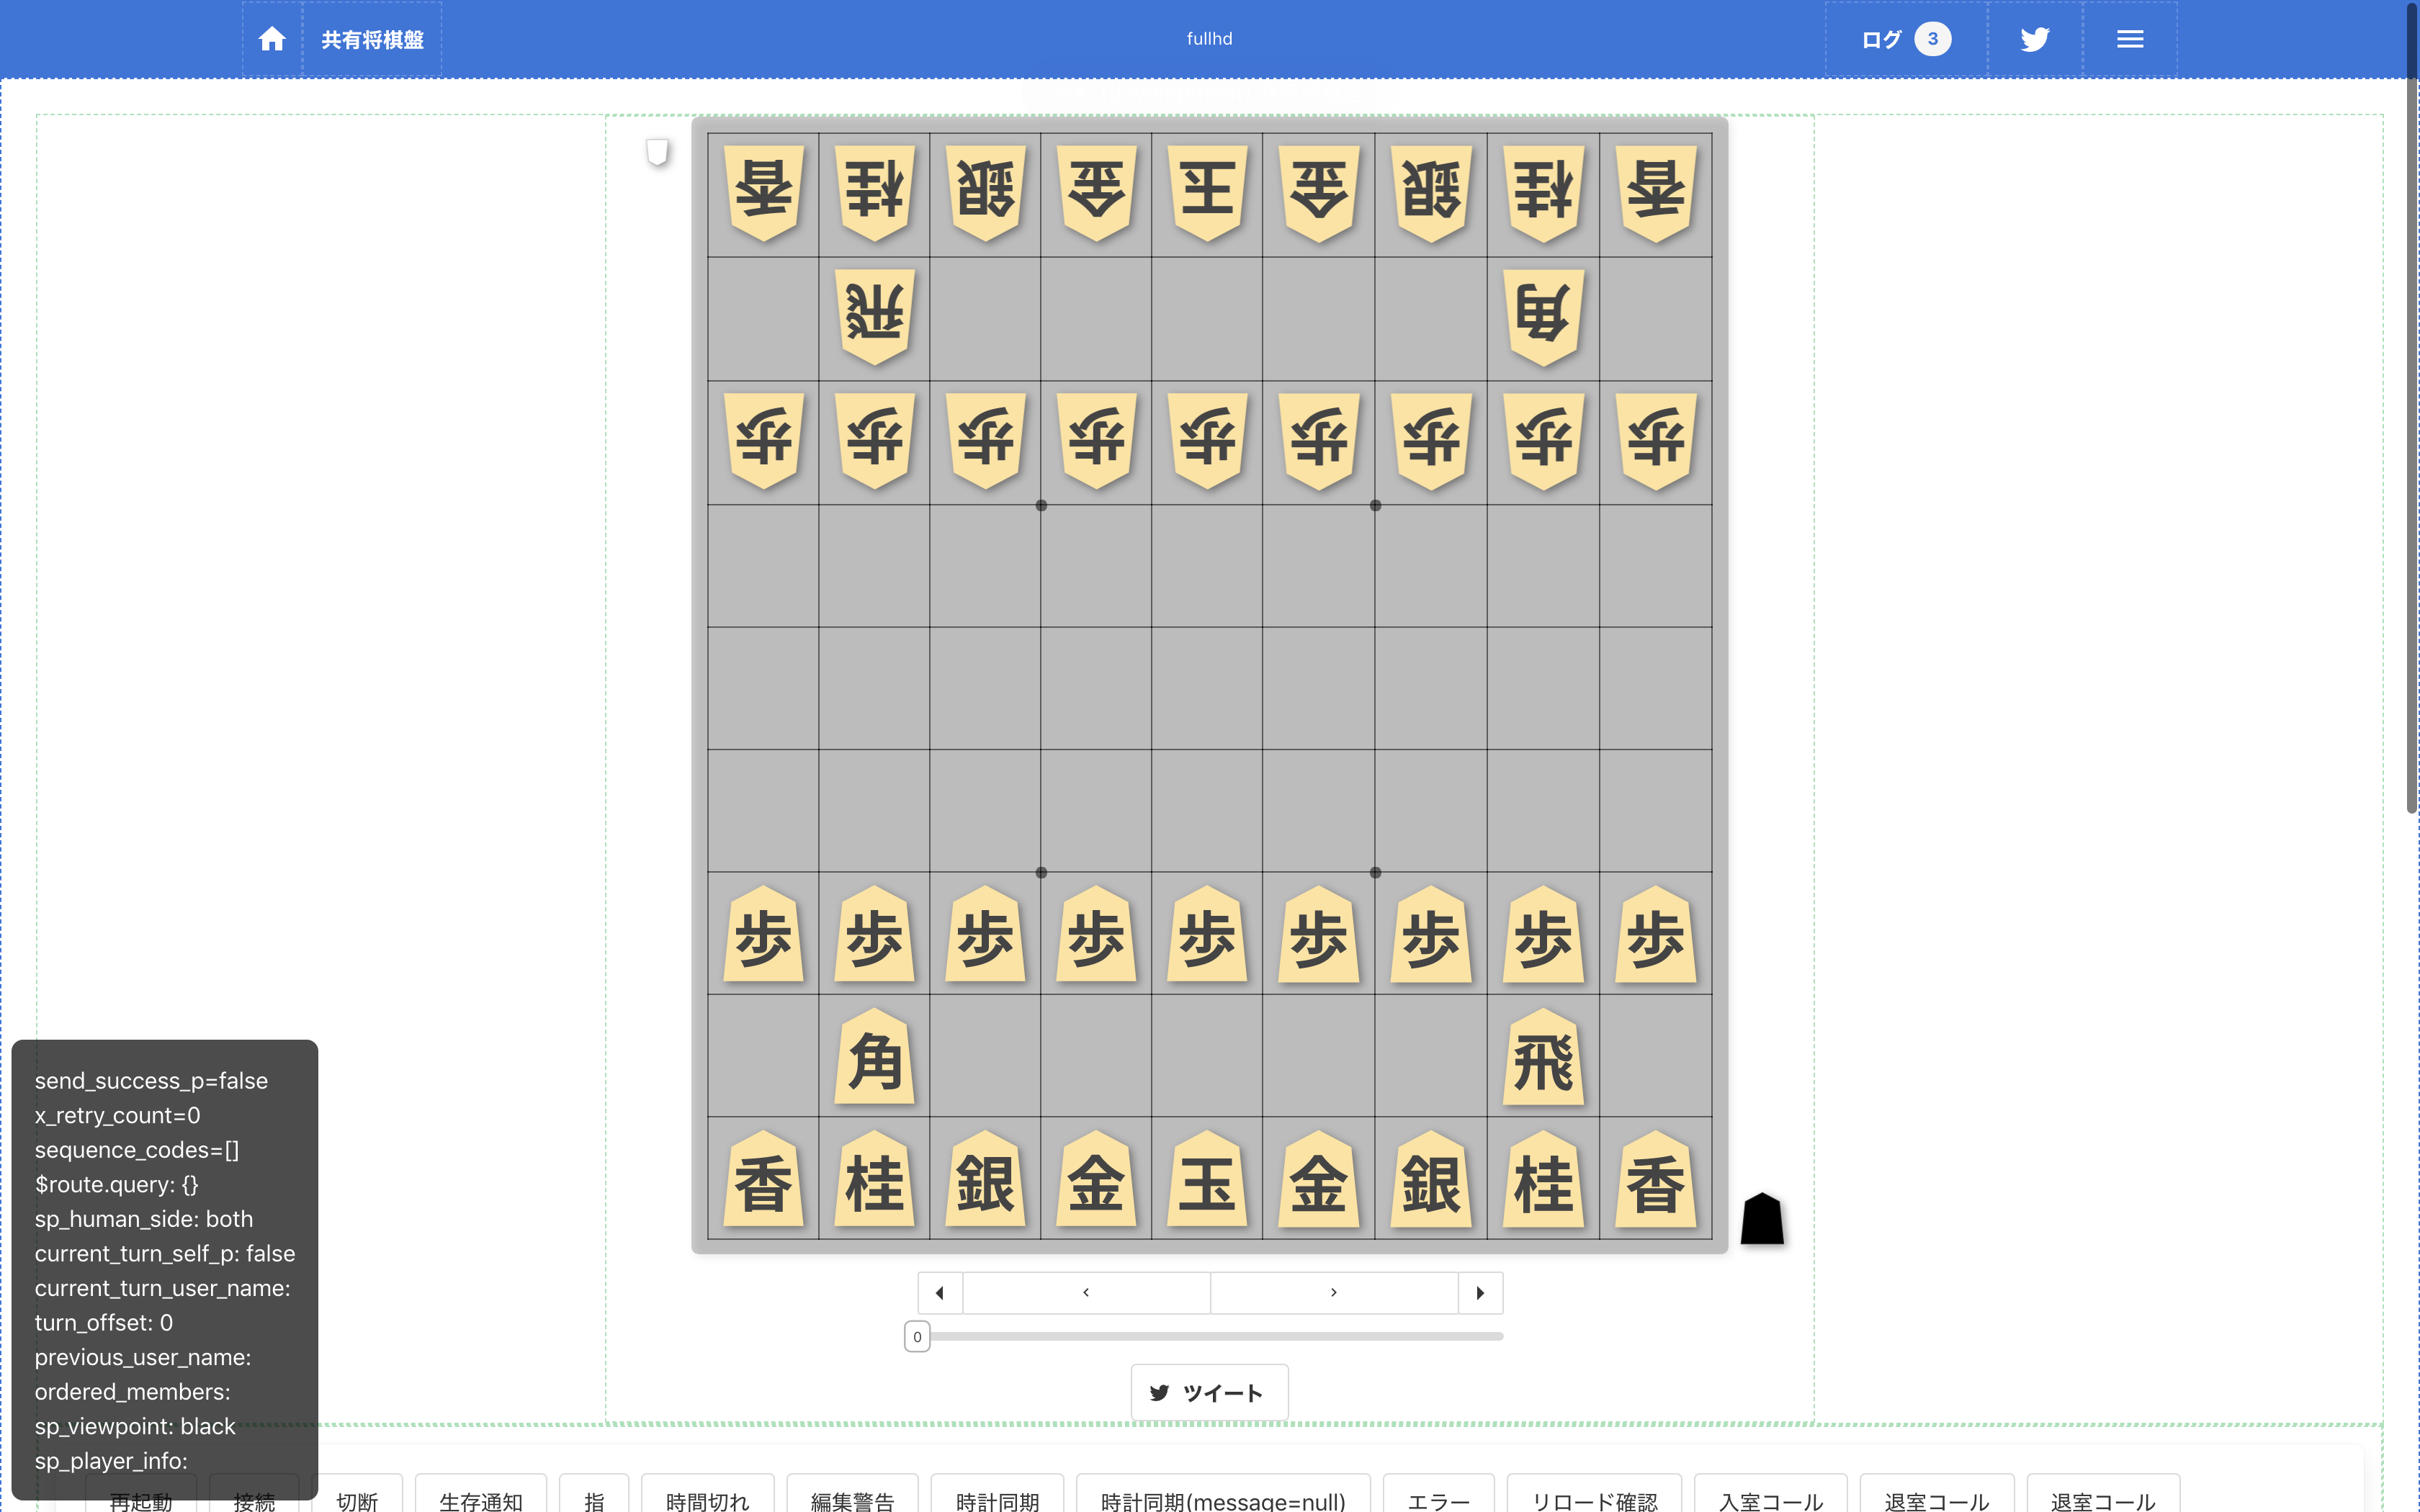 共有将棋盤 fullhd ログ 3
香 桂 銀 金 玉 金 銀 桂 香
飛 角
歩 歩 歩 歩 歩 歩 歩 歩 歩
歩 歩 歩 歩 歩 歩 歩 歩 歩
角 飛
香 桂 銀 金 玉 金 銀 桂 香
0
ツイート
send_success_p=false
x_retry_count=0
sequence_codes=[]
$route.query: {}
sp_human_side: both
current_turn_self_p: false
current_turn_user_name:
turn_offset: 0
previous_user_name:
ordered_members:
sp_viewpoint: black
sp_player_info:
再起動 接続 切断 生存通知 指 時間切れ 編集警告 時計同期 時計同期(message=null) エラー リロード確認 入室コール 退室コール 退室コール